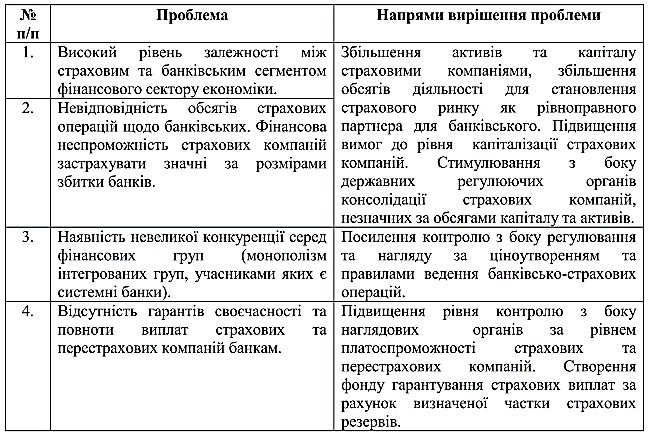 № Проблема Напрями вирішення проблеми
п/п
1. Високий рівень залежності між
страховим та банківським сегментом
фінансового сектору економіки.
2. Невідповідність обсягів страхових
операцій щодо банківських. Фінансова
неспроможність страхових компаній
застрахувати значні за розмірами
збитки банків.
Збільшення активів та капіталу
страховими компаніями, збільшення
обсягів діяльності для становлення
страхового ринку як рівноправного
партнера для банківського. Підвищення
вимог до рівня капіталізації страхових
компаній. Стимулювання з боку
державних регулюючих органів
консолідації страхових компаній,
незначних за обсягами капіталу та активів.
3. Наявність невеликої конкуренції серед
фінансових груп (монополізм
інтегрованих груп, учасниками яких є
системні банки).
Посилення контролю з боку регулювання
та нагляду за ціноутворенням та
правилами ведення банківсько-страхових
операцій.
4. Відсутність гарантів своєчасності та
повноти виплат страхових та
перестрахових компаній банкам.
Підвищення рівня контролю з боку
наглядових органів за рівнем
платоспроможності страхових та
перестрахових компаній. Створення
фонду гарантування страхових виплат за
рахунок визначеної частки страхових
резервів.